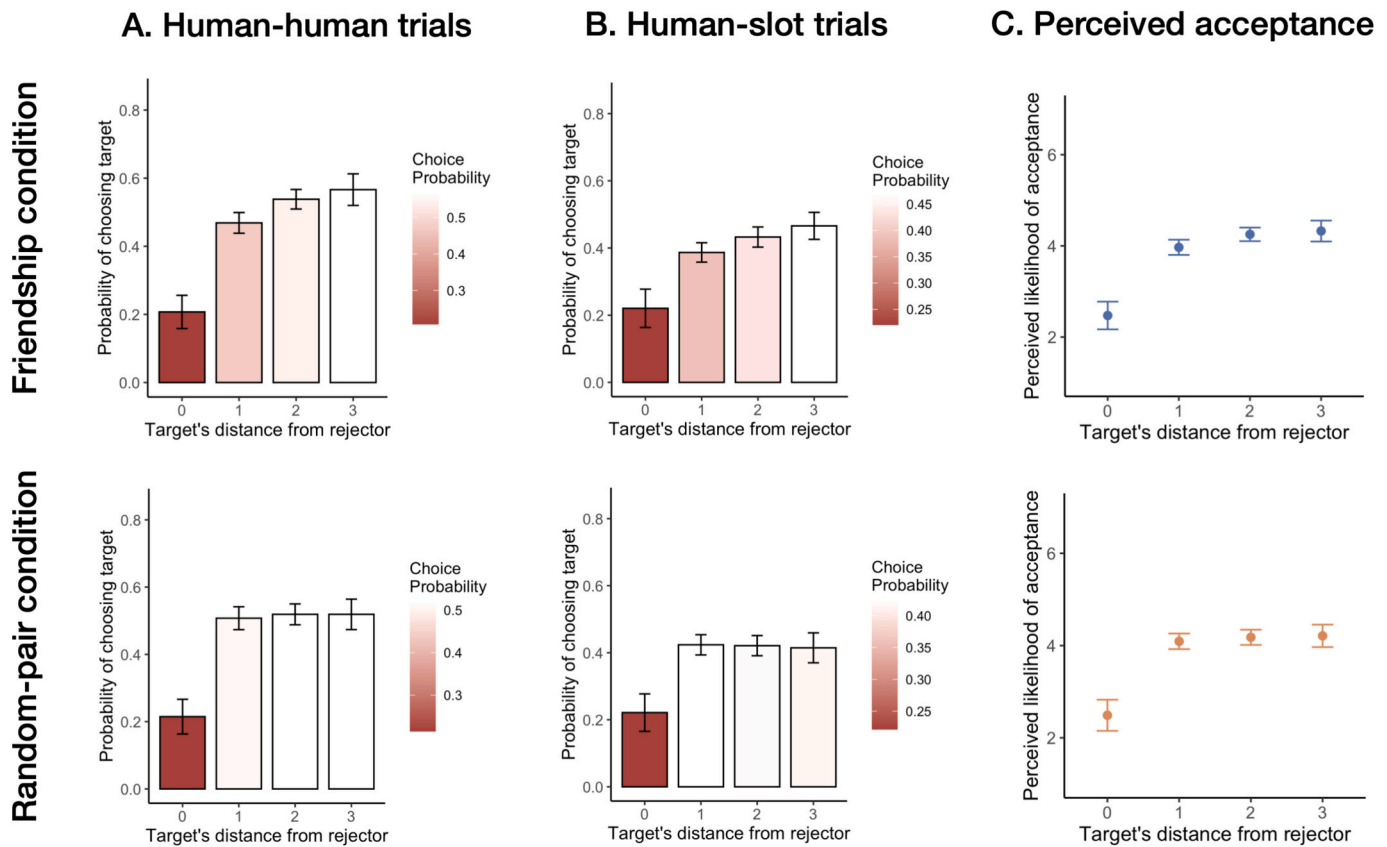 A. Human-human trials
B. Human-slot trials
C. Perceived acceptance
Friendship condition
Probability of choosing target
0.8
0.6
0.4
0.2
0.0
0 1 2 3
Target's distance from rejector
Choice
Probability
0.5
0.4
0.3
Probability of choosing target
0.8
0.6
0.4
0.2
0.0
0 1 2 3
Target's distance from rejector
Choice
Probability
0.45
0.40
0.35
0.30
0.25
Perceived likelihood of acceptance
6
4
2
0 1 2 3
Target's distance from rejector
Random-pair condition
Probability of choosing target
0.8
0.6
0.4
0.2
0.0
0 1 2 3
Target's distance from rejector
Choice
Probability
0.5
0.4
0.3
Probability of choosing target
0.8
0.6
0.4
0.2
0.0
0 1 2 3
Target's distance from rejector
Choice
Probability
0.40
0.35
0.30
0.25
Perceived likelihood of acceptance
6
4
2
0 1 2 3
Target's distance from rejector